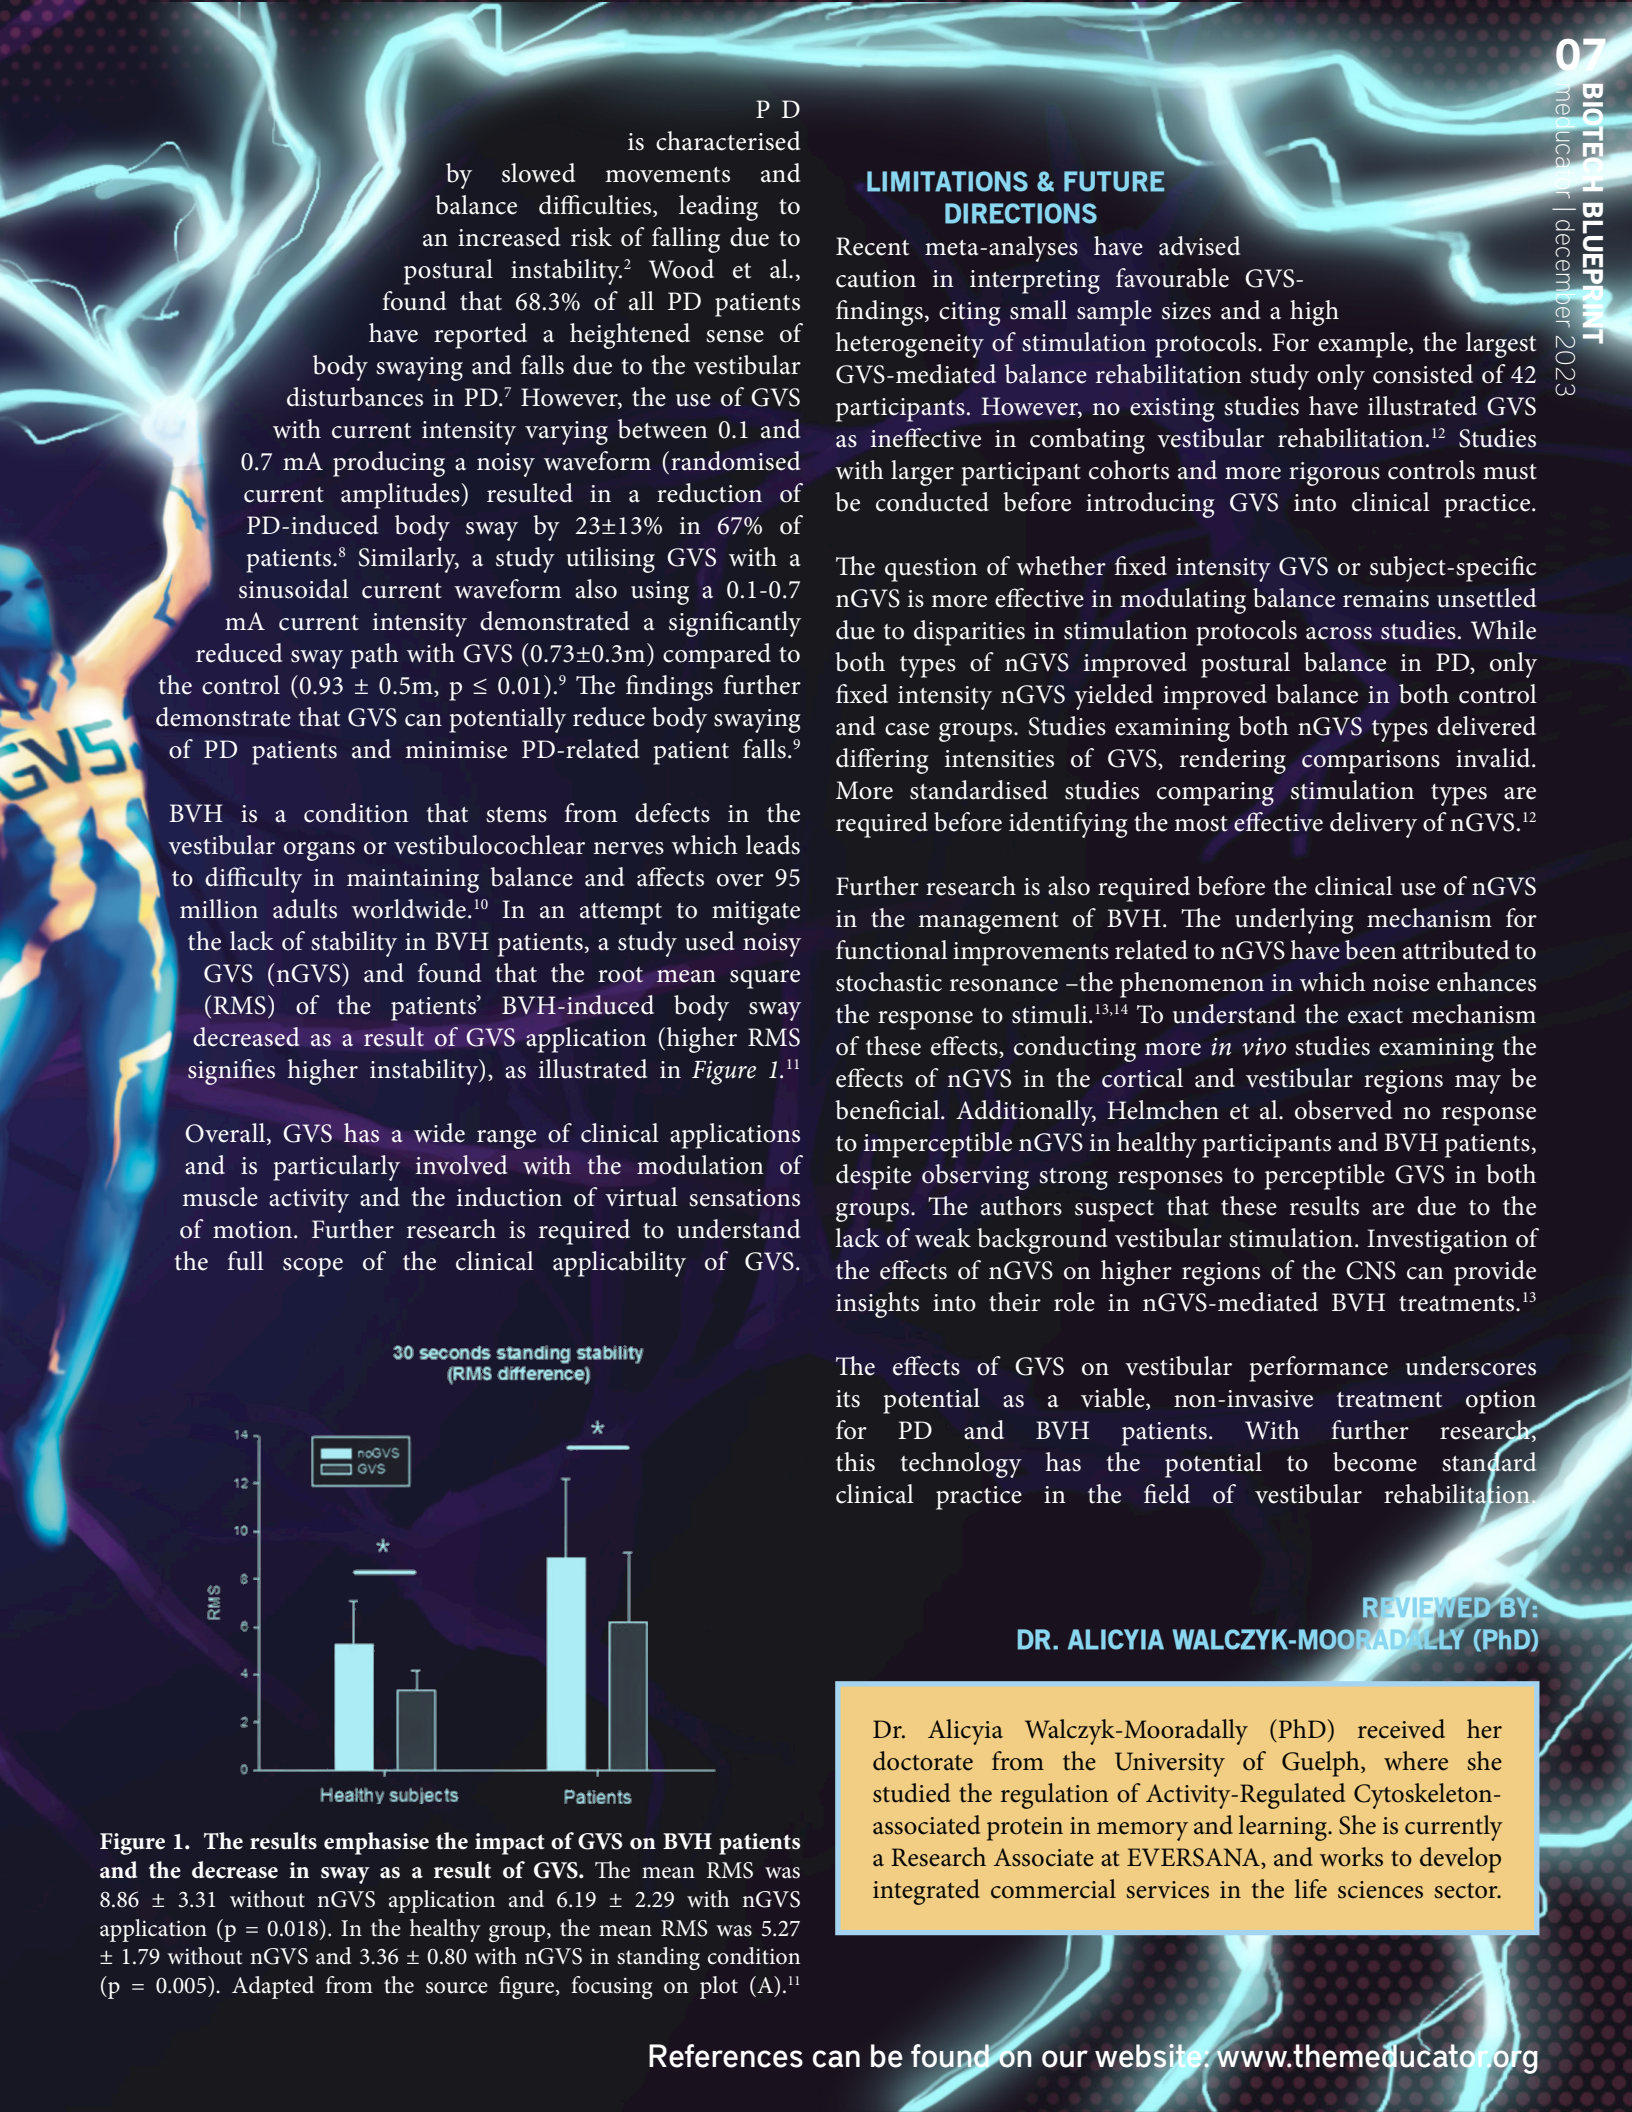 07
BIOTECH BLUEPRINT
meducator | december 2023
P D
is characterised
by slowed movements and
balance difficulties, leading to
an increased risk of falling due to
postural instability.² Wood et al.,
found that 68.3% of all PD patients
have reported a heightened sense of
body swaying and falls due to the vestibular
disturbances in PD.⁷ However, the use of GVS
with current intensity varying between 0.1 and
0.7 mA producing a noisy waveform (randomised
current amplitudes) resulted in a reduction of
PD-induced body sway by 23±13% in 67% of
patients.⁸ Similarly, a study utilising GVS with a
sinusoidal current waveform also using a 0.1-0.7
mA current intensity demonstrated a significantly
reduced sway path with GVS (0.73±0.3m) compared to
the control (0.93 ± 0.5m, p ≤ 0.01).⁹ The findings further
demonstrate that GVS can potentially reduce body swaying
of PD patients and minimise PD-related patient falls.⁹
BVH is a condition that stems from defects in the
vestibular organs or vestibulocochlear nerves which leads
to difficulty in maintaining balance and affects over 95
million adults worldwide.¹⁰ In an attempt to mitigate
the lack of stability in BVH patients, a study used noisy
GVS (nGVS) and found that the root mean square
(RMS) of the patients’ BVH-induced body sway
decreased as a result of GVS application (higher RMS
signifies higher instability), as illustrated in Figure 1.¹¹
Overall, GVS has a wide range of clinical applications
and is particularly involved with the modulation of
muscle activity and the induction of virtual sensations
of motion. Further research is required to understand
the full scope of the clinical applicability of GVS.
GVS
30 seconds standing stability
(RMS difference)
14
12
10
8
6
4
2
0
RMS
noGVS
GVS
*
*
Healthy subjects
Patients
Figure 1. The results emphasise the impact of GVS on BVH patients
and the decrease in sway as a result of GVS. The mean RMS was
8.86 ± 3.31 without nGVS application and 6.19 ± 2.29 with nGVS
application (p = 0.018). In the healthy group, the mean RMS was 5.27
± 1.79 without nGVS and 3.36 ± 0.80 with nGVS in standing condition
(p = 0.005). Adapted from the source figure, focusing on plot (A).¹¹
LIMITATIONS & FUTURE
DIRECTIONS
Recent meta-analyses have advised
caution in interpreting favourable GVS-
findings, citing small sample sizes and a high
heterogeneity of stimulation protocols. For example, the largest
GVS-mediated balance rehabilitation study only consisted of 42
participants. However, no existing studies have illustrated GVS
as ineffective in combating vestibular rehabilitation.¹² Studies
with larger participant cohorts and more rigorous controls must
be conducted before introducing GVS into clinical practice.
The question of whether fixed intensity GVS or subject-specific
nGVS is more effective in modulating balance remains unsettled
due to disparities in stimulation protocols across studies. While
both types of nGVS improved postural balance in PD, only
fixed intensity nGVS yielded improved balance in both control
and case groups. Studies examining both nGVS types delivered
differing intensities of GVS, rendering comparisons invalid.
More standardised studies comparing stimulation types are
required before identifying the most effective delivery of nGVS.¹²
Further research is also required before the clinical use of nGVS
in the management of BVH. The underlying mechanism for
functional improvements related to nGVS have been attributed to
stochastic resonance –the phenomenon in which noise enhances
the response to stimuli.¹³,¹⁴ To understand the exact mechanism
of these effects, conducting more in vivo studies examining the
effects of nGVS in the cortical and vestibular regions may be
beneficial. Additionally, Helmchen et al. observed no response
to imperceptible nGVS in healthy participants and BVH patients,
despite observing strong responses to perceptible GVS in both
groups. The authors suspect that these results are due to the
lack of weak background vestibular stimulation. Investigation of
the effects of nGVS on higher regions of the CNS can provide
insights into their role in nGVS-mediated BVH treatments.¹³
The effects of GVS on vestibular performance underscores
its potential as a viable, non-invasive treatment option
for PD and BVH patients. With further research,
this technology has the potential to become standard
clinical practice in the field of vestibular rehabilitation.
REVIEWED BY:
DR. ALICYIA WALCZYK-MOORADALLY (PhD)
Dr. Alicyia Walczyk-Mooradally (PhD) received her
doctorate from the University of Guelph, where she
studied the regulation of Activity-Regulated Cytoskeleton-
associated protein in memory and learning. She is currently
a Research Associate at EVERSANA, and works to develop
integrated commercial services in the life sciences sector.
References can be found on our website: www.themeducator.org